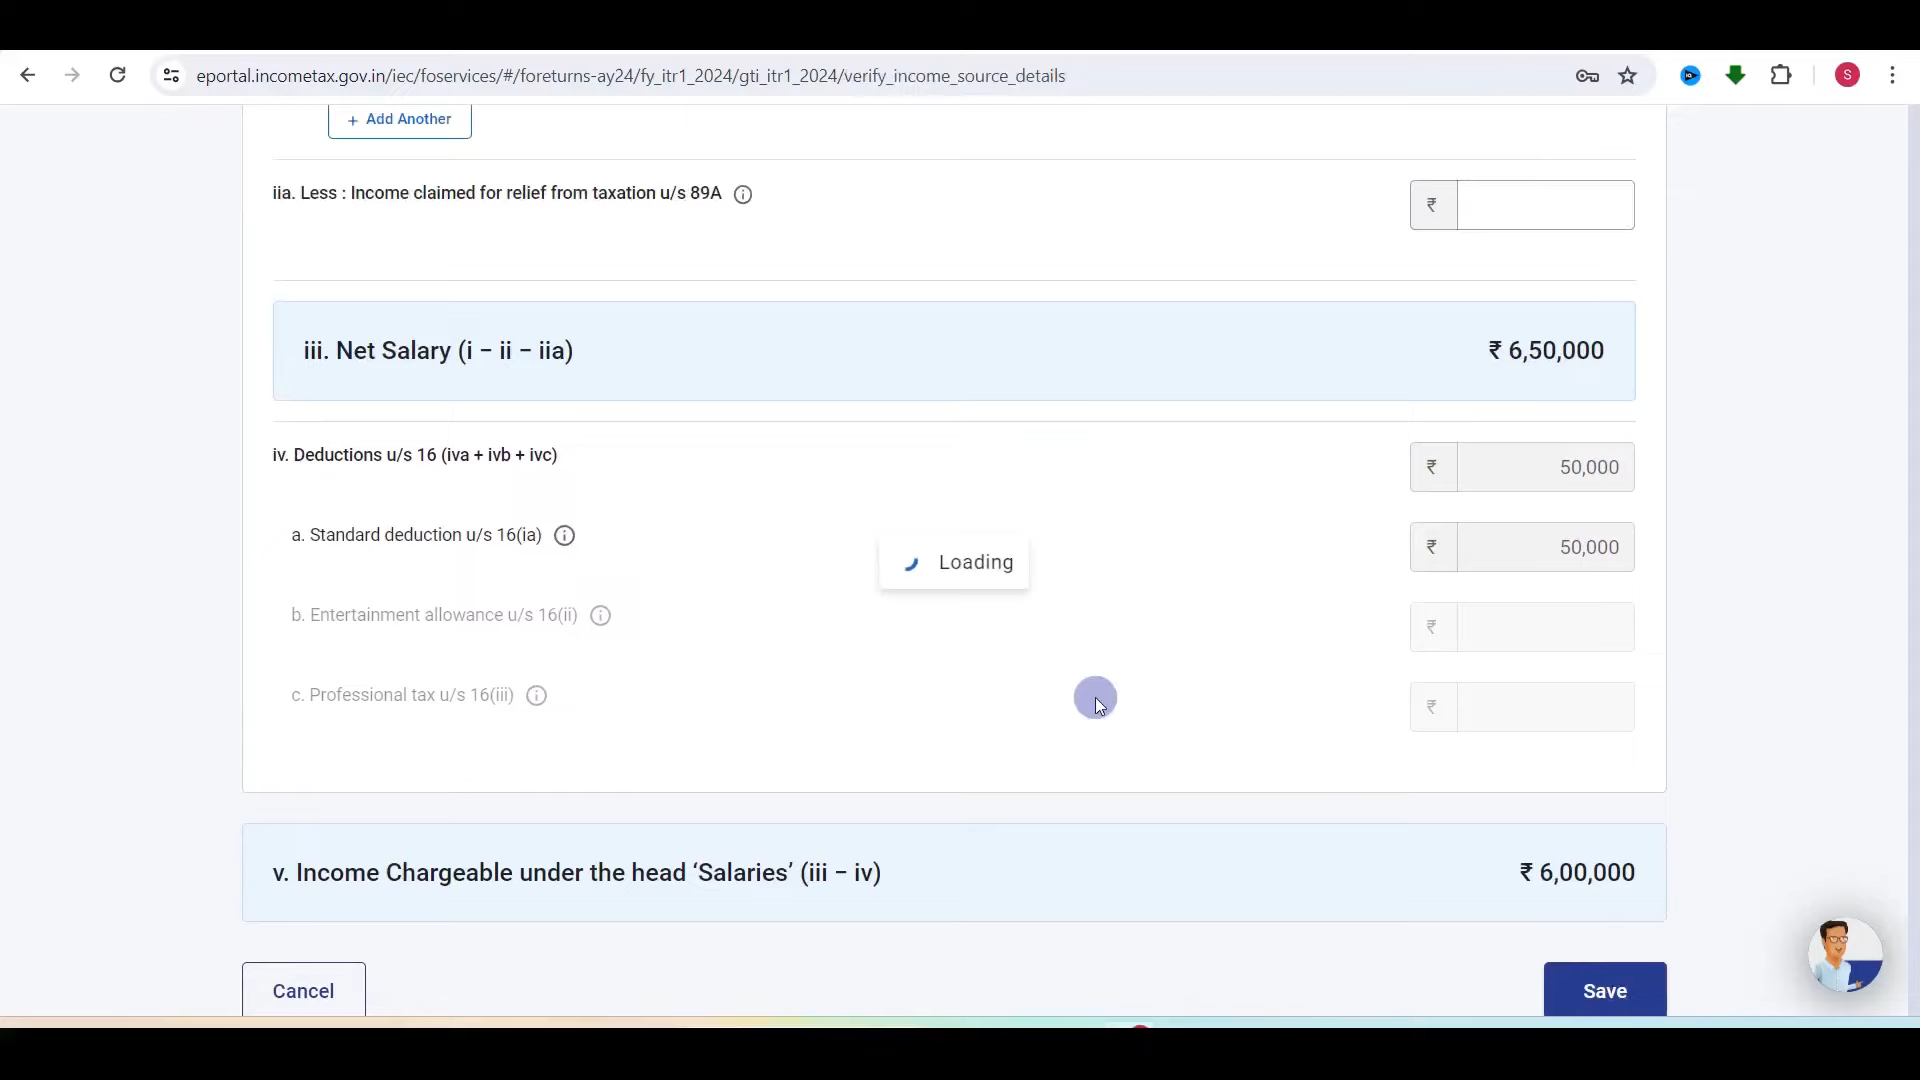 eportal.incometax.gov.in/iec/foservices/#/foreturns-ay24/fy_itr1_2024/gti_itr1_2024/verify_income_source_details
S
+ Add Another
iia. Less : Income claimed for relief from taxation u/s 89A
₹
iii. Net Salary (i − ii − iia) ₹ 6,50,000
iv. Deductions u/s 16 (iva + ivb + ivc) ₹ 50,000
a. Standard deduction u/s 16(ia) ₹ 50,000
Loading
b. Entertainment allowance u/s 16(ii) ₹
c. Professional tax u/s 16(iii) ₹
v. Income Chargeable under the head ‘Salaries’ (iii − iv) ₹ 6,00,000
Cancel Save